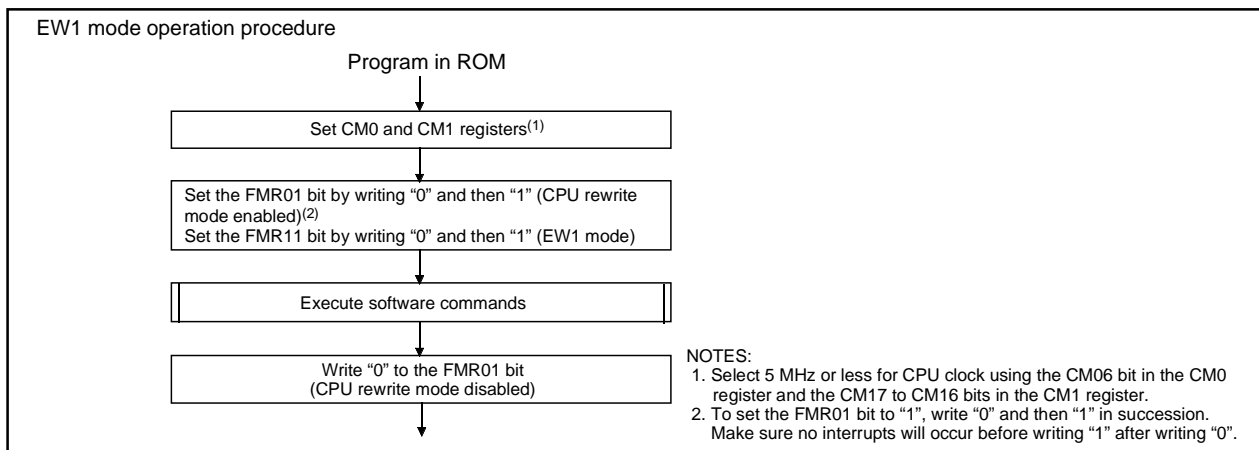 EW1 mode operation procedure
Program in ROM
Set CM0 and CM1 registers(1)
Set the FMR01 bit by writing “0” and then “1” (CPU rewrite
mode enabled)(2)
Set the FMR11 bit by writing “0” and then “1” (EW1 mode)
Execute software commands
Write “0” to the FMR01 bit
(CPU rewrite mode disabled)
NOTES:
1. Select 5 MHz or less for CPU clock using the CM06 bit in the CM0
register and the CM17 to CM16 bits in the CM1 register.
2. To set the FMR01 bit to “1”, write “0” and then “1” in succession.
Make sure no interrupts will occur before writing “1” after writing “0”.